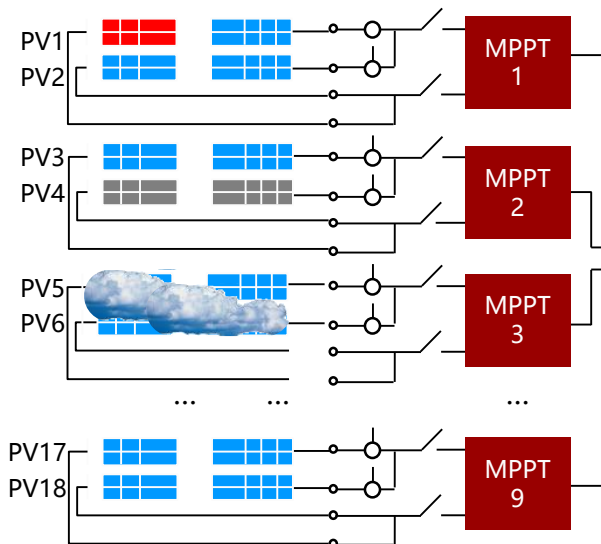 PV1
PV2
MPPT
1
PV3
PV4
MPPT
2
PV5
PV6
MPPT
3
... ... ...
PV17
PV18
MPPT
9